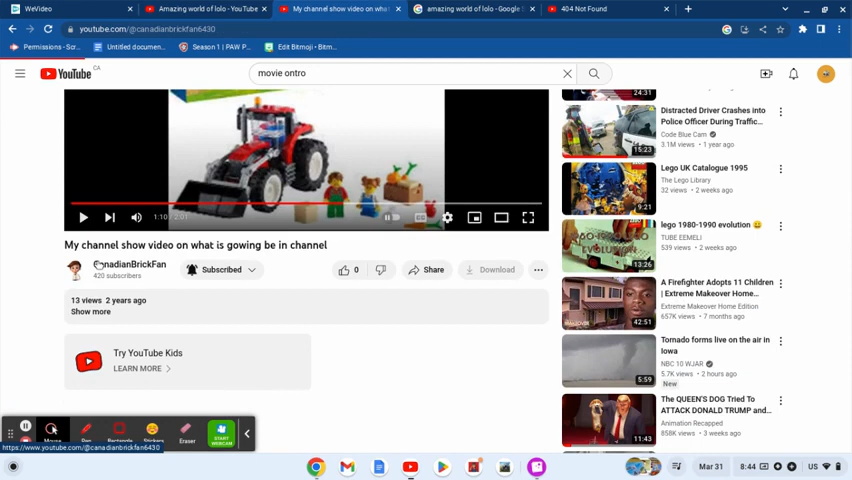 WeVideo
Amazing world of lolo - YouTube
My channel show video on what
amazing world of lolo - Google S
404 Not Found
youtube.com/@canadianbrickfan6430
Permissions - Scr...
Untitled documen...
Season 1 | PAW P...
Edit Bitmoji - Bitm...
YouTube
CA
movie ontro
24:31
1:10 / 2:01
My channel show video on what is gowing be in channel
CanadianBrickFan
420 subscribers
Subscribed
0
Share
Download
13 views 2 years ago
Show more
Try YouTube Kids
LEARN MORE
Distracted Driver Crashes into
Police Officer During Traffic...
Code Blue Cam
3.1M views • 1 year ago
15:23
Lego UK Catalogue 1995
The Lego Library
32 views • 2 weeks ago
9:21
lego 1980-1990 evolution 😃
TUBE EEMELI
539 views • 2 weeks ago
13:26
A Firefighter Adopts 11 Children
| Extreme Makeover Home...
Extreme Makeover Home Edition
657K views • 7 months ago
42:51
Tornado forms live on the air in
Iowa
NBC 10 WJAR
5.7K views • 2 hours ago
New
5:59
The QUEEN'S DOG Tried To
ATTACK DONALD TRUMP and...
Animation Recapped
858K views • 3 weeks ago
11:43
Mouse
Pen
Rectangle
Stickers
Eraser
START WEBCAM
https://www.youtube.com/@canadianbrickfan6430
Mar 31
8:44
US